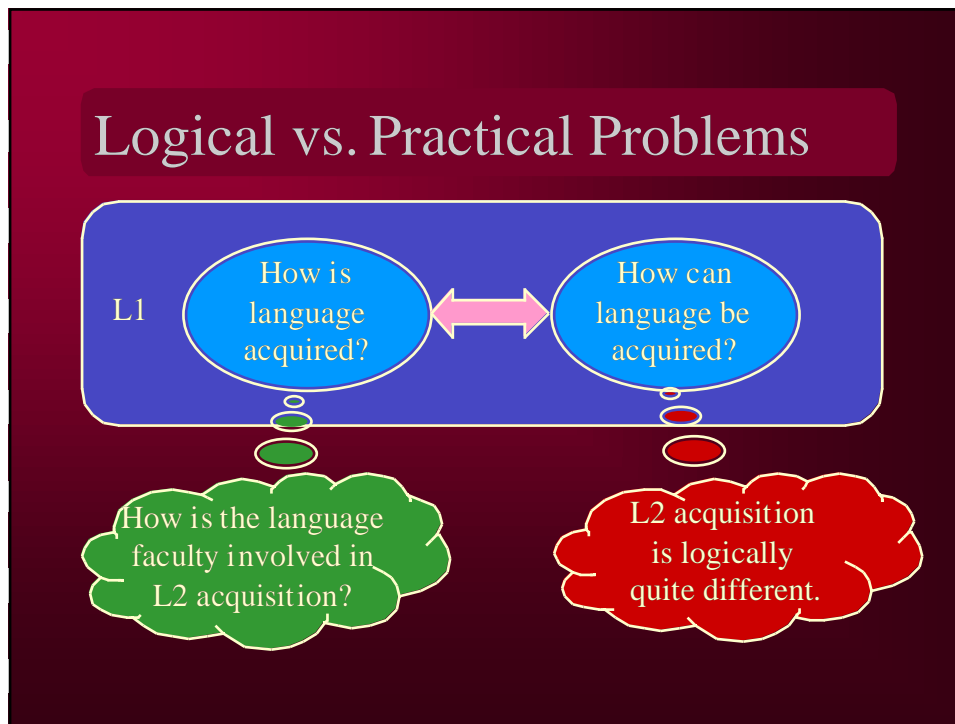 Logical vs. Practical Problems
L1
How is
language
acquired?
How can
language be
acquired?
How is the language
faculty involved in
L2 acquisition?
L2 acquisition
is logically
quite different.